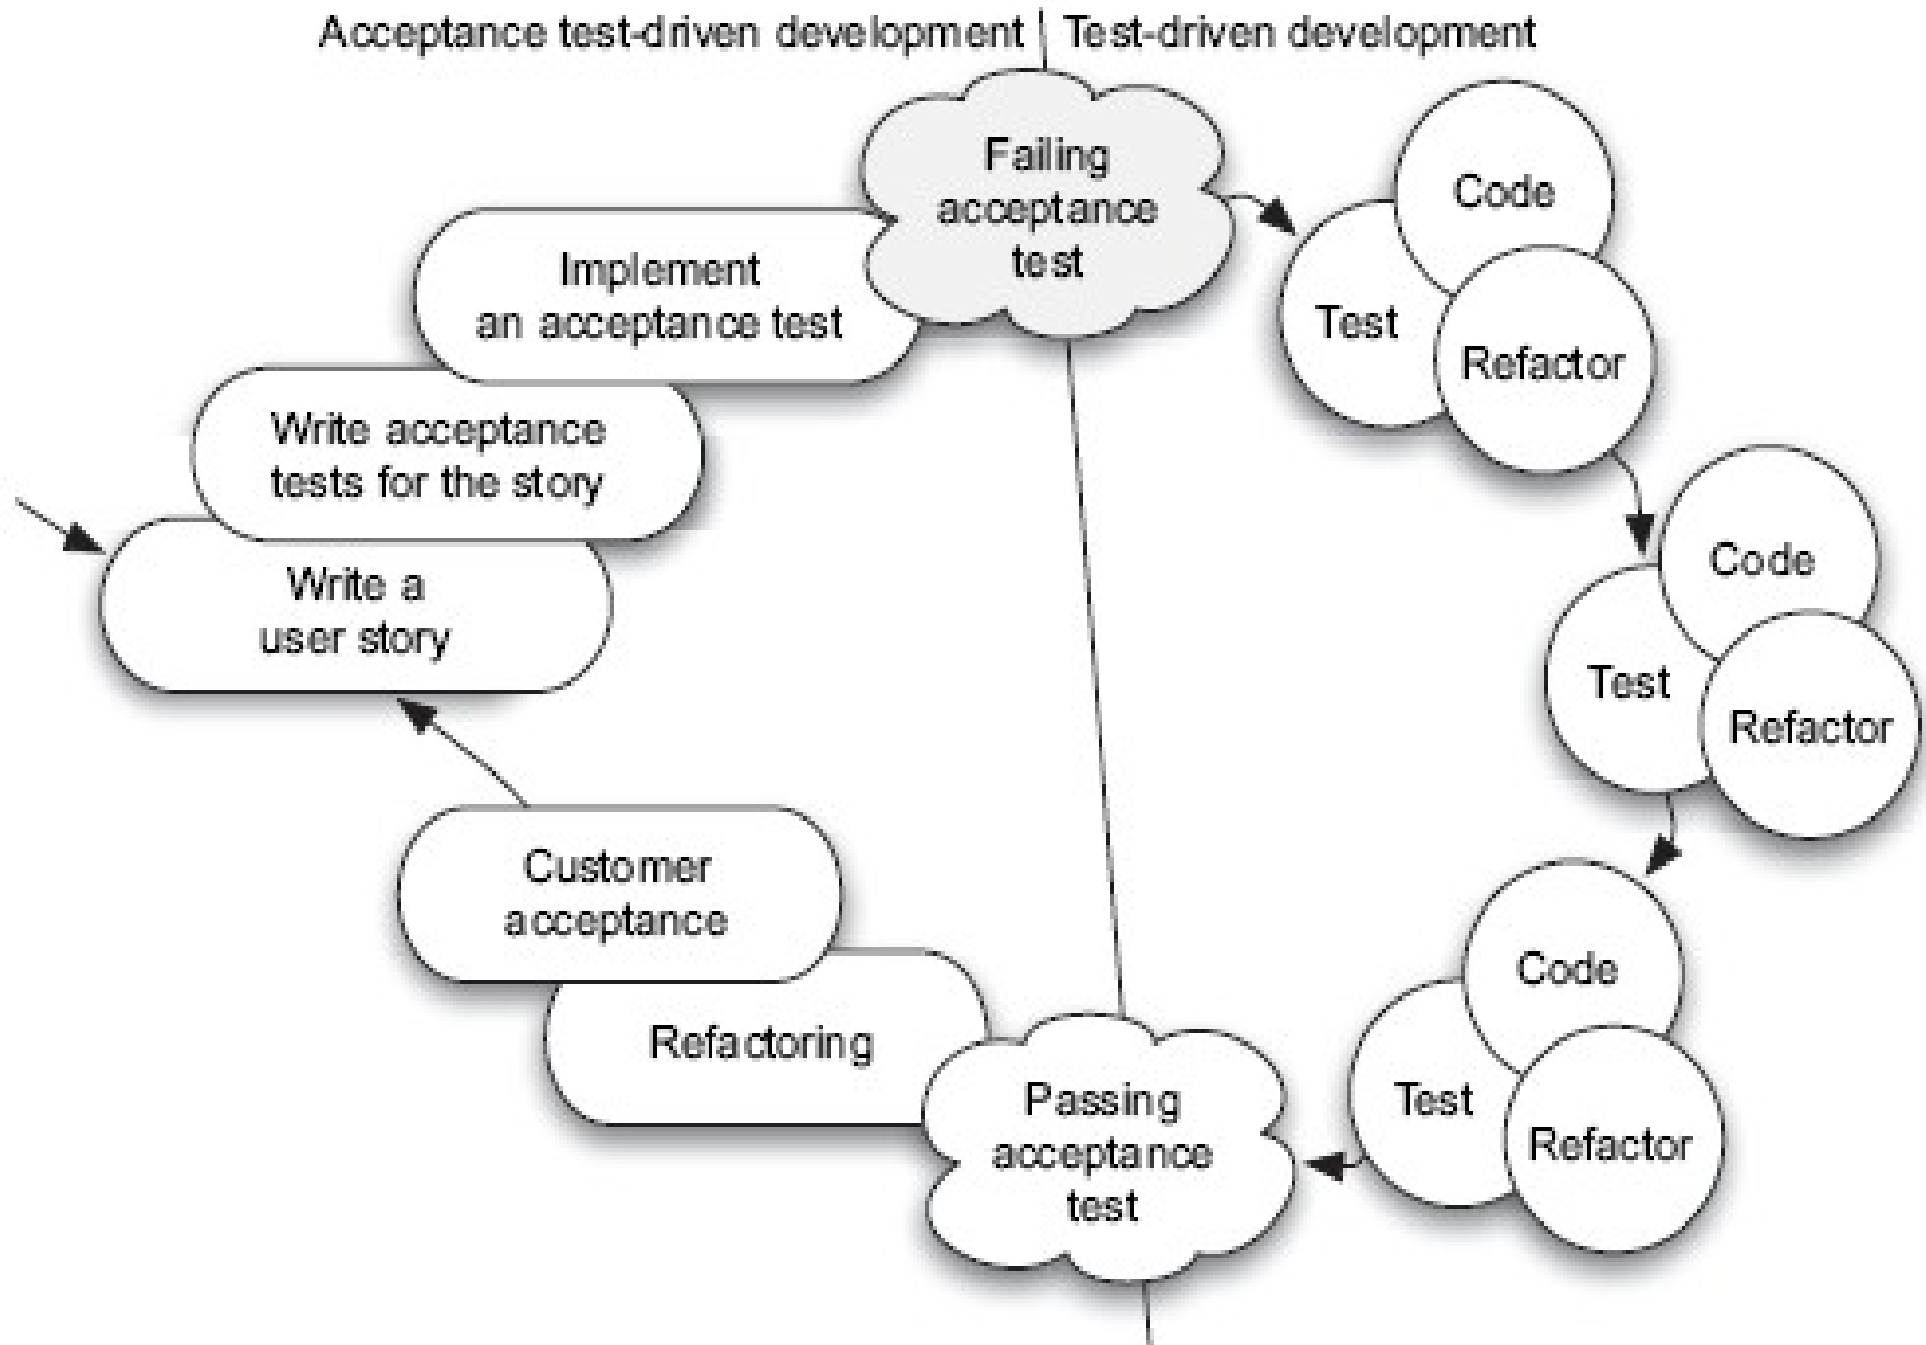 Acceptance test-driven development
Test-driven development
Failing
acceptance
test
Code
Test
Refactor
Implement
an acceptance test
Write acceptance
tests for the story
Write a
user story
Code
Test
Refactor
Customer
acceptance
Refactoring
Code
Test
Refactor
Passing
acceptance
test